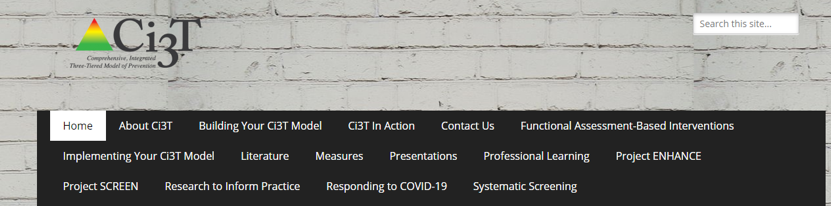 Ci3T
Comprehensive, Integrated
Three-Tiered Model of Prevention
Search this site...
Home About Ci3T Building Your Ci3T Model Ci3T In Action Contact Us Functional Assessment-Based Interventions
Implementing Your Ci3T Model Literature Measures Presentations Professional Learning Project ENHANCE
Project SCREEN Research to Inform Practice Responding to COVID-19 Systematic Screening